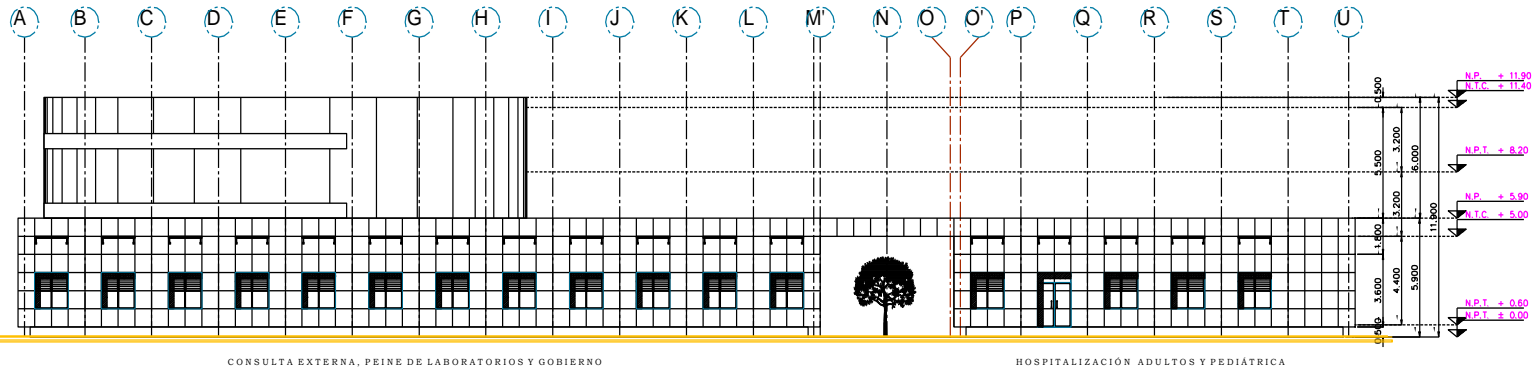 A B C D E F G H I J K L M' N O O' P Q R S T U
N.P. + 11.90
N.T.C. + 11.40
N.P.T. + 8.20
N.P. + 5.90
N.T.C. + 5.00
N.P.T. + 0.60
N.P.T. ± 0.00
0.500
5.500
1.800
3.600
0.500
3.200
3.200
4.400
6.000
5.900
11.900
CONSULTA EXTERNA, PEINE DE LABORATORIOS Y GOBIERNO
HOSPITALIZACIÓN ADULTOS Y PEDIÁTRICA